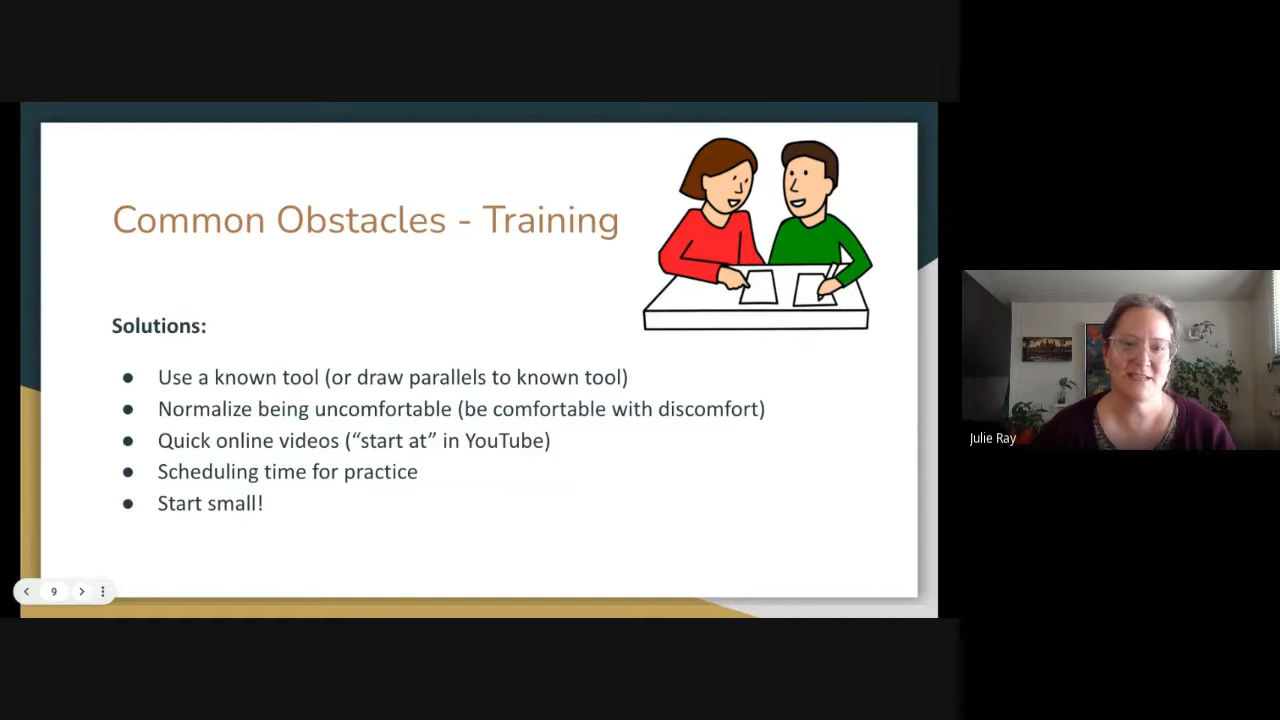 Common Obstacles - Training
Solutions:
● Use a known tool (or draw parallels to known tool)
● Normalize being uncomfortable (be comfortable with discomfort)
● Quick online videos (“start at” in YouTube)
● Scheduling time for practice
● Start small!
9
Julie Ray